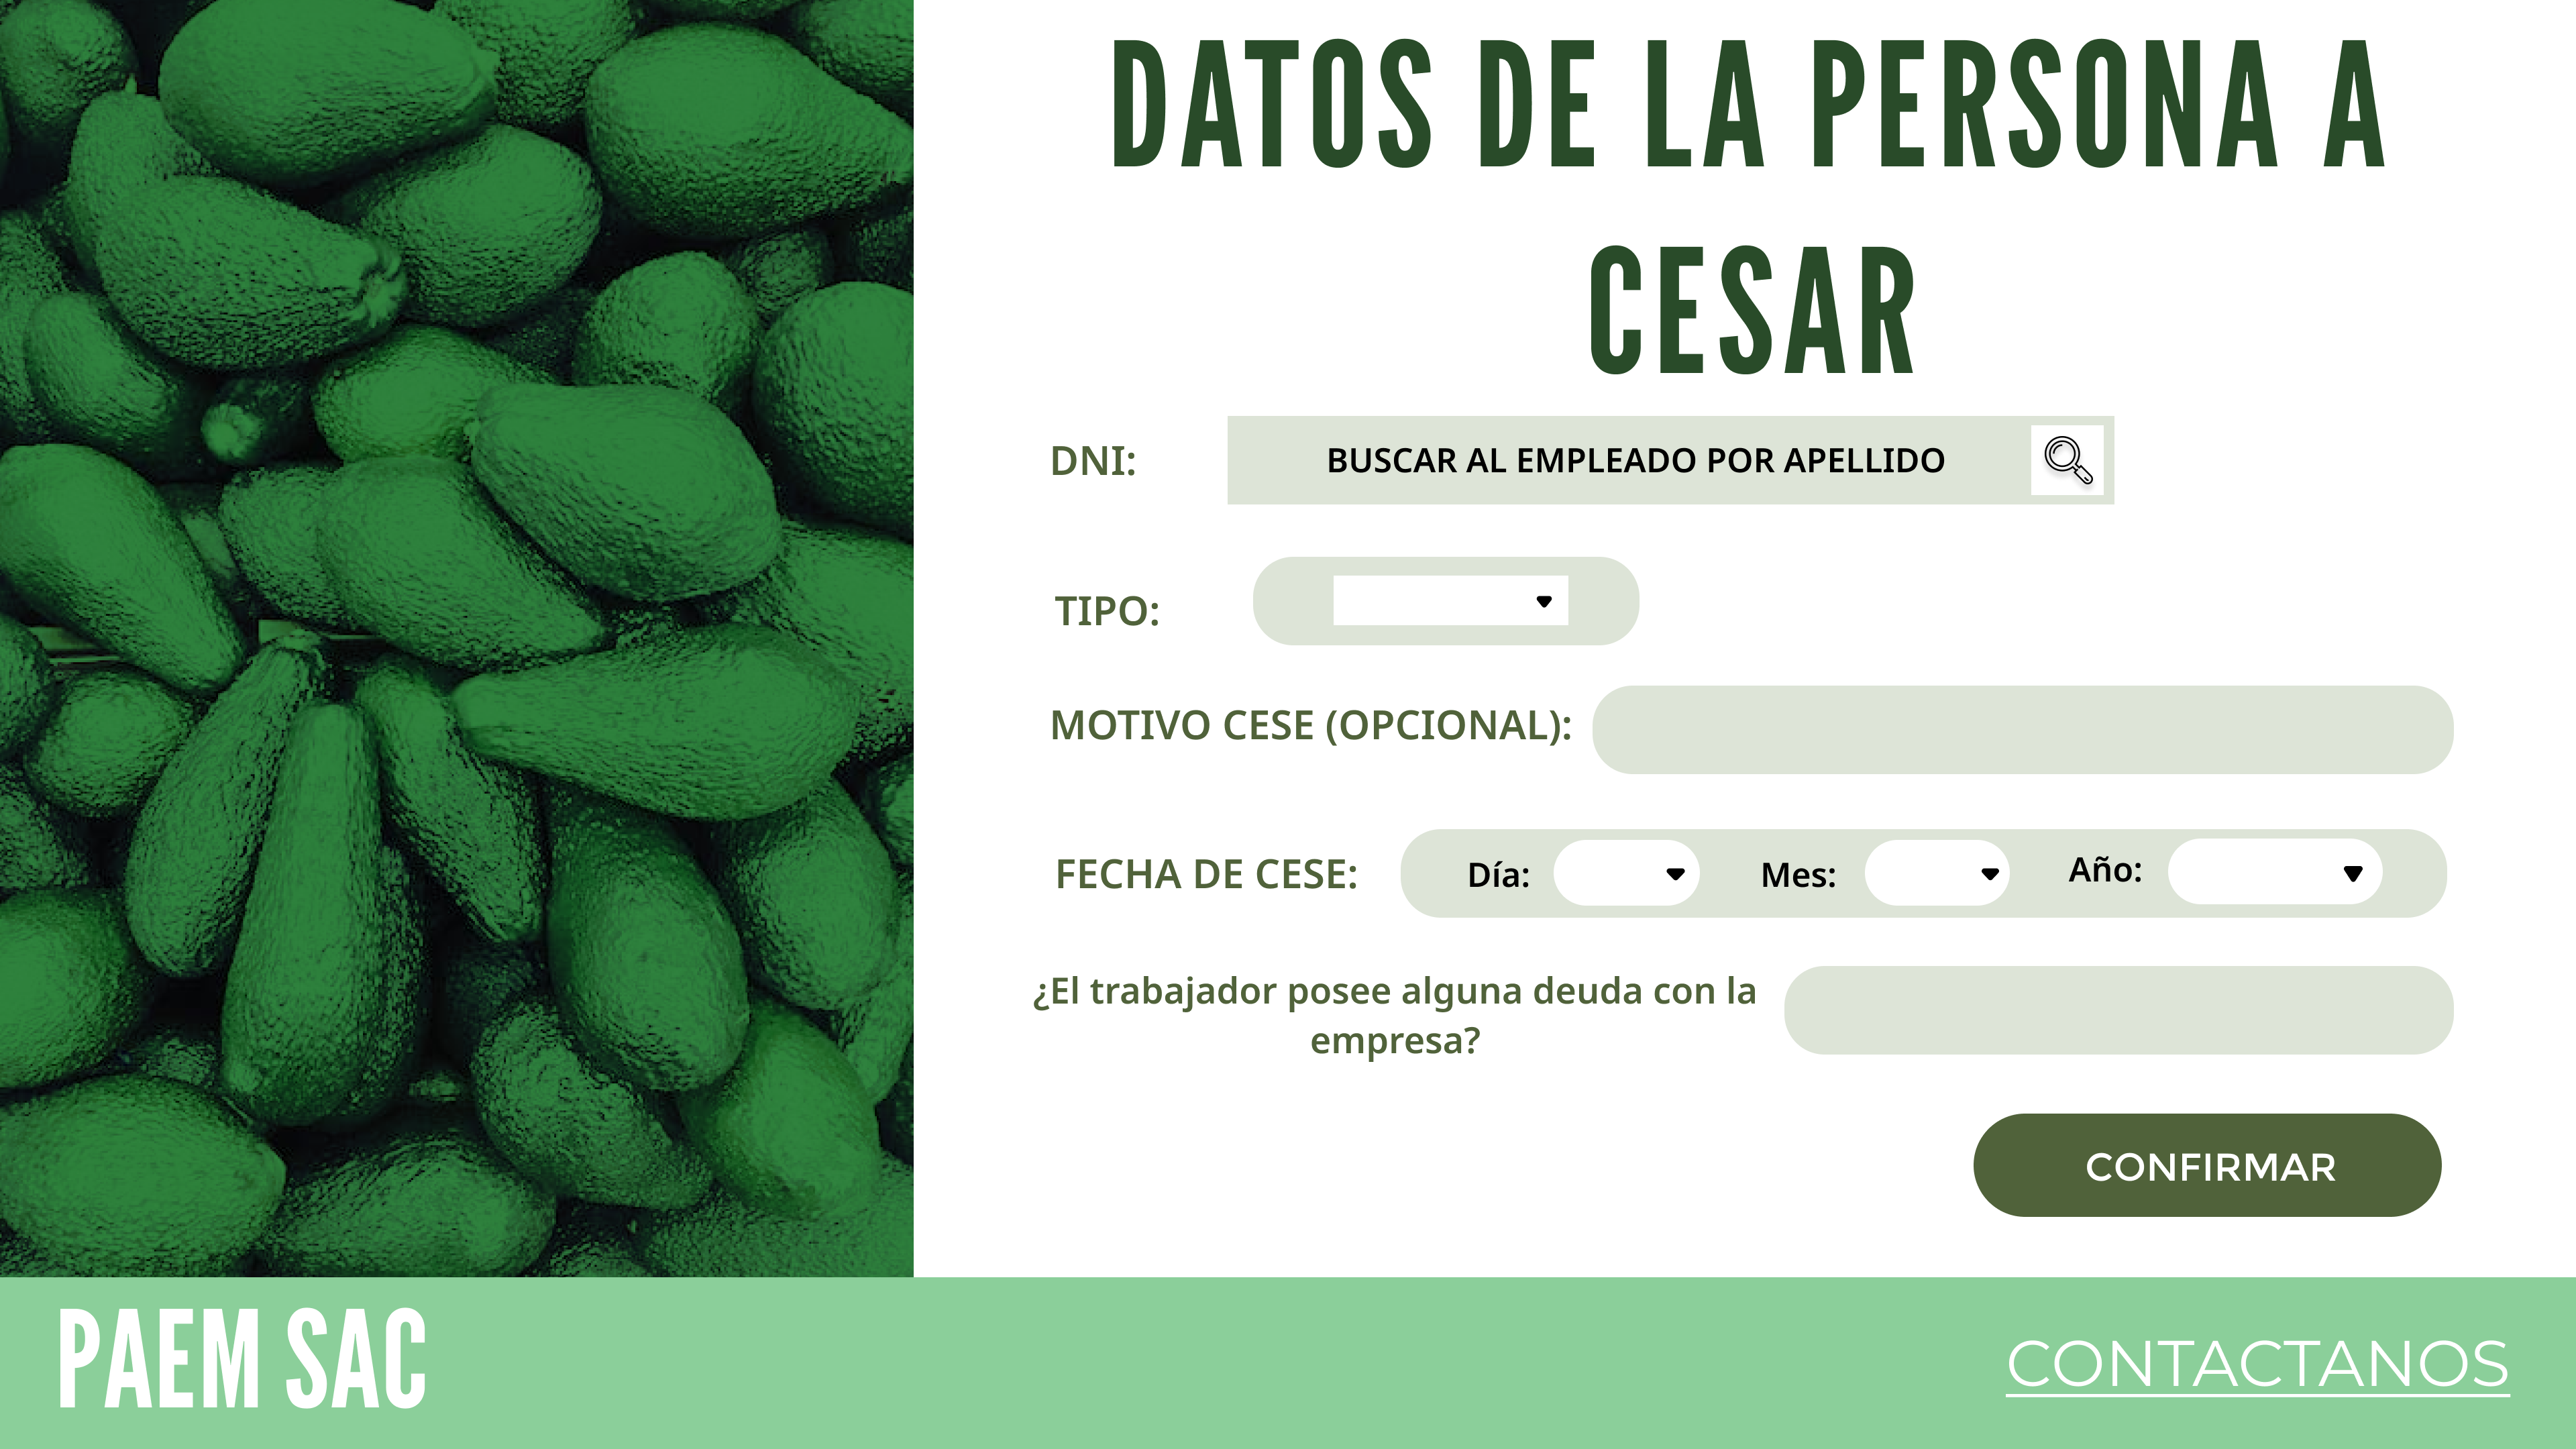 DATOS DE LA PERSONA A
CESAR
DNI: BUSCAR AL EMPLEADO POR APELLIDO
TIPO:
MOTIVO CESE (OPCIONAL):
FECHA DE CESE: Día: Mes: Año:
¿El trabajador posee alguna deuda con la
empresa?
CONFIRMAR
PAEM SAC
CONTACTANOS